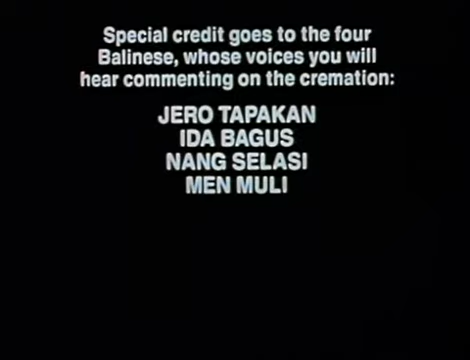 Special credit goes to the four
Balinese, whose voices you will
hear commenting on the cremation:
JERO TAPAKAN
IDA BAGUS
NANG SELASI
MEN MULI